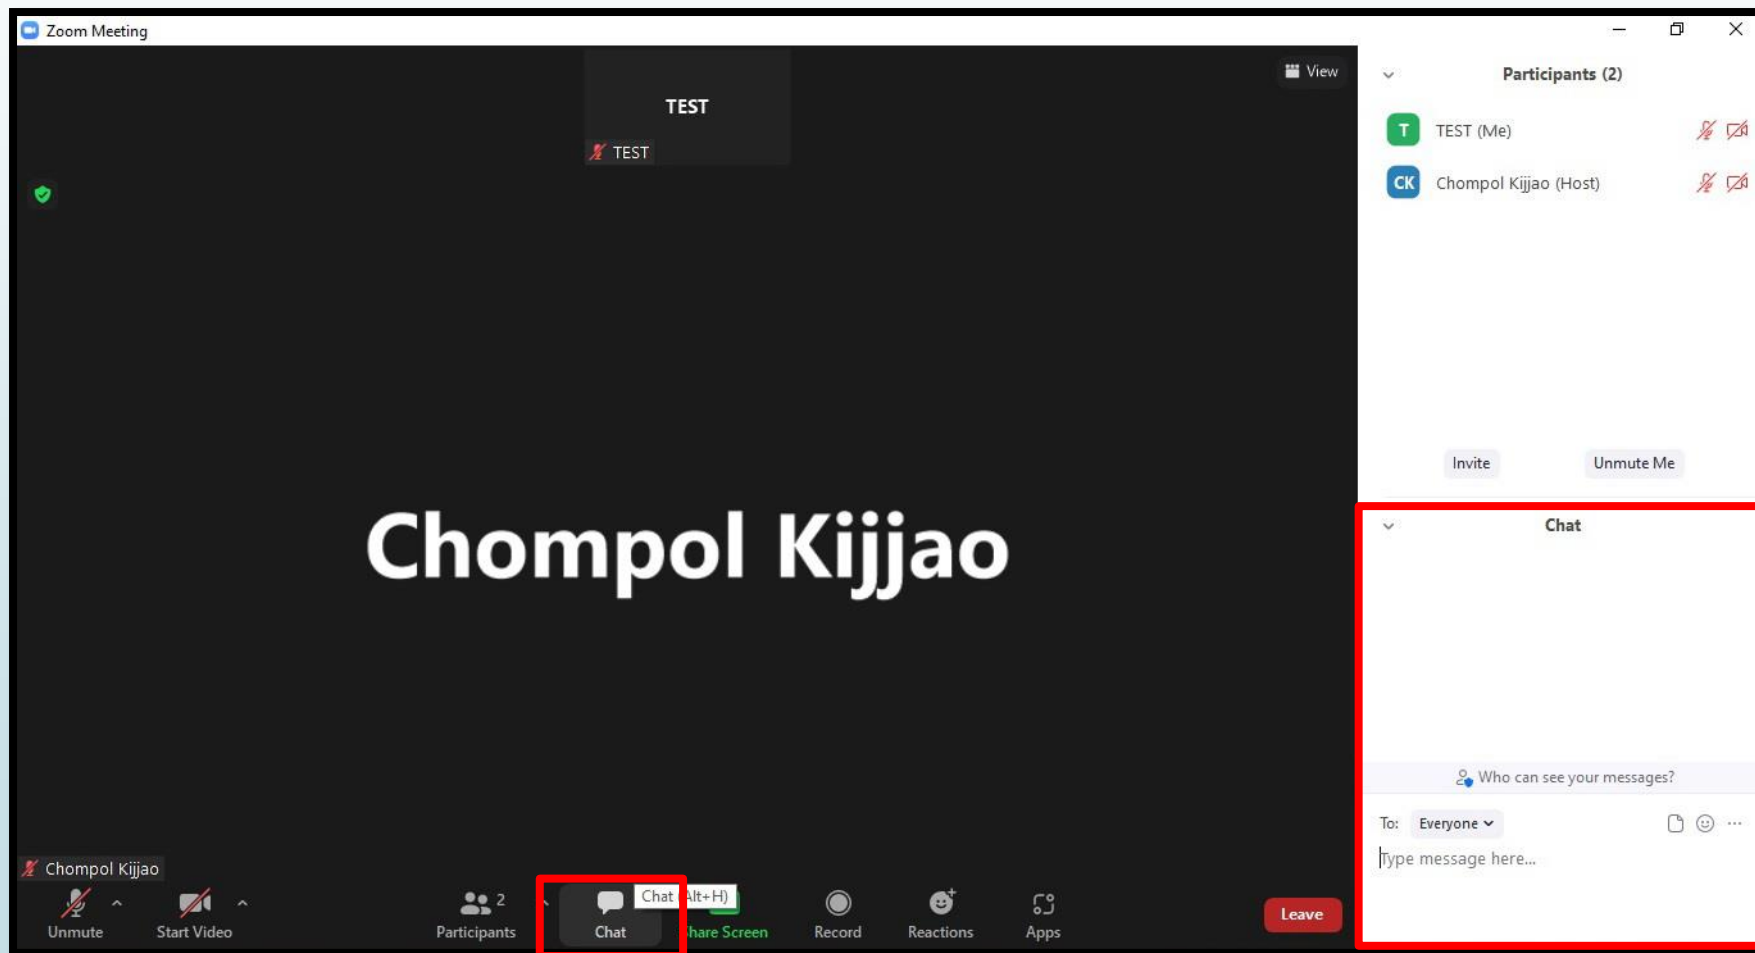 Zoom Meeting
TEST
TEST
View
Participants (2)
T TEST (Me)
CK Chompol Kijjao (Host)
Invite Unmute Me
Chompol Kijjao
Chat
Who can see your messages?
To: Everyone
Type message here...
Chompol Kijjao
2
Chat (Alt+H)
Unmute Start Video Participants Chat Share Screen Record Reactions Apps Leave